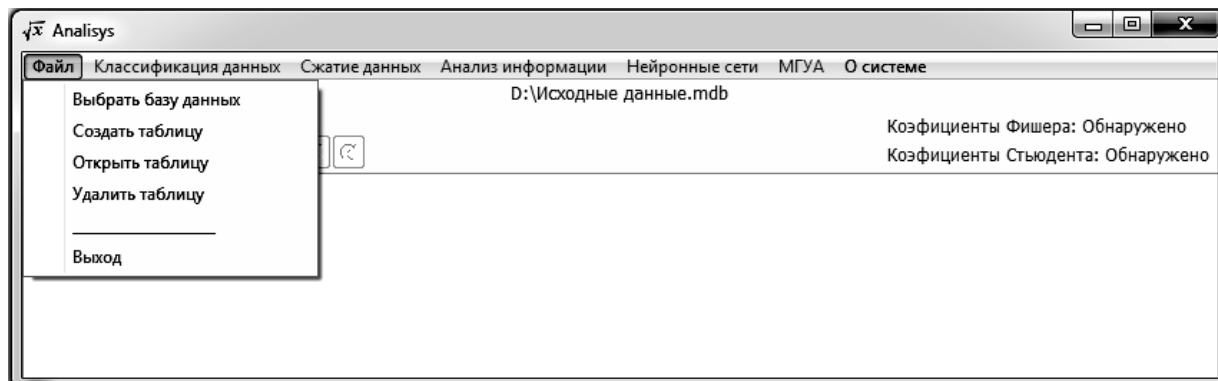 √x Analisys
Файл Классификация данных Сжатие данных Анализ информации Нейронные сети МГУА О системе
D:\Исходные данные.mdb
Выбрать базу данных
Создать таблицу
Открыть таблицу
Удалить таблицу
Выход
Коэфициенты Фишера: Обнаружено
Коэфициенты Стьюдента: Обнаружено